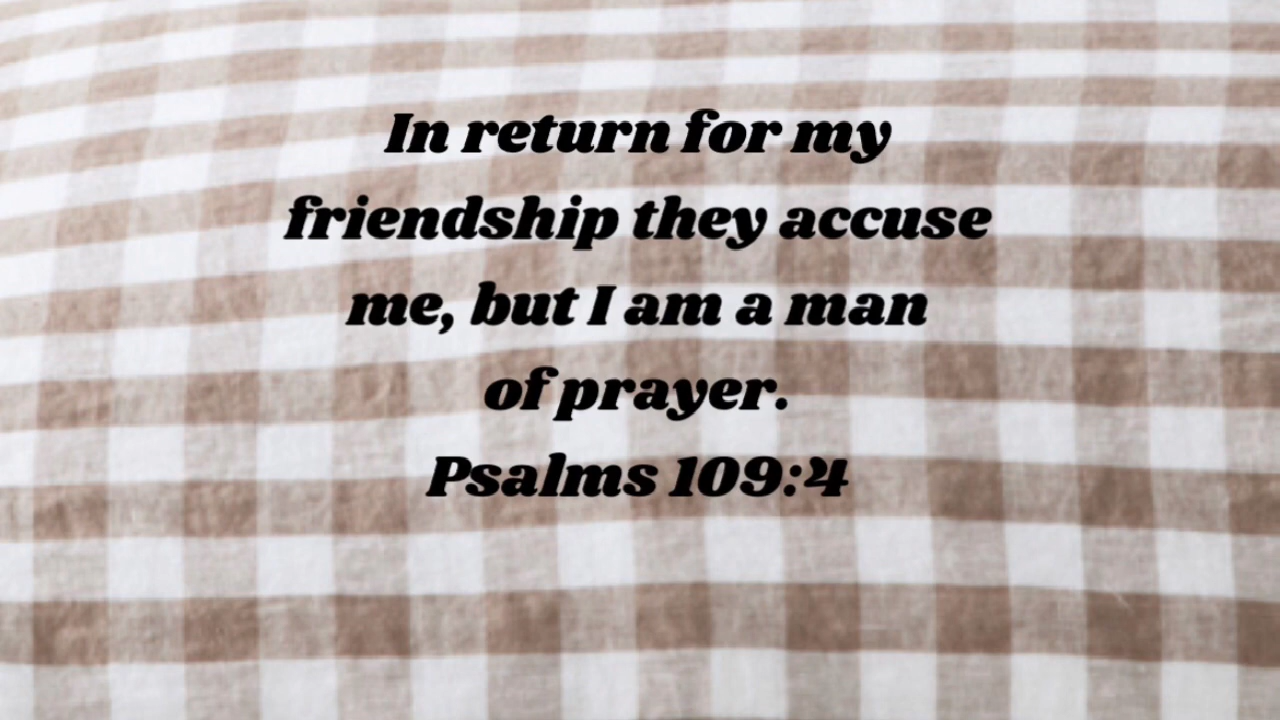 In return for my
friendship they accuse
me, but I am a man
of prayer.
Psalms 109:4